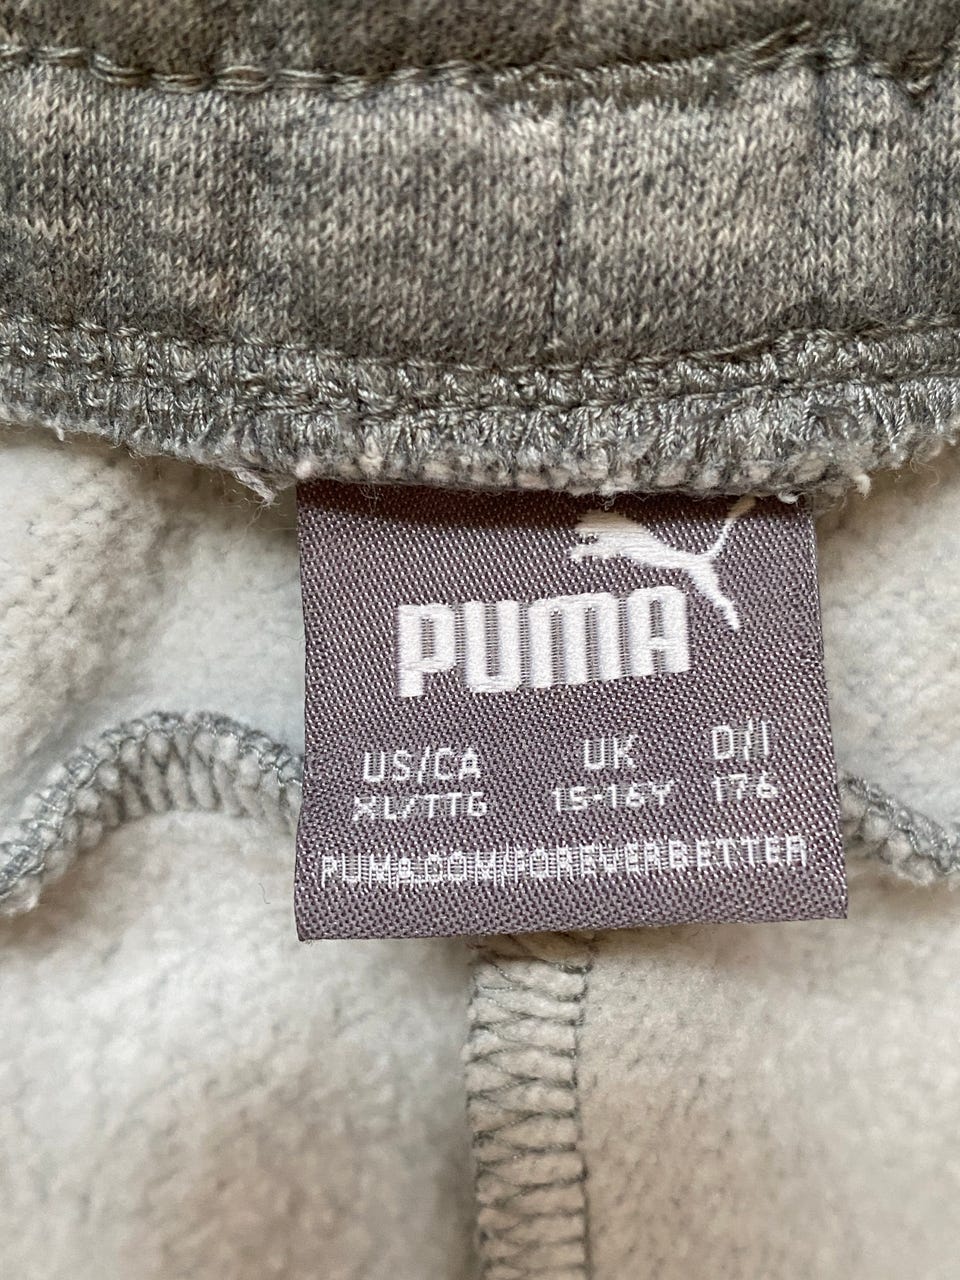 PUMA
US/CA UK D/I
XL/TTG 15-16Y 176
PUMA.COM/FOREVERBETTER